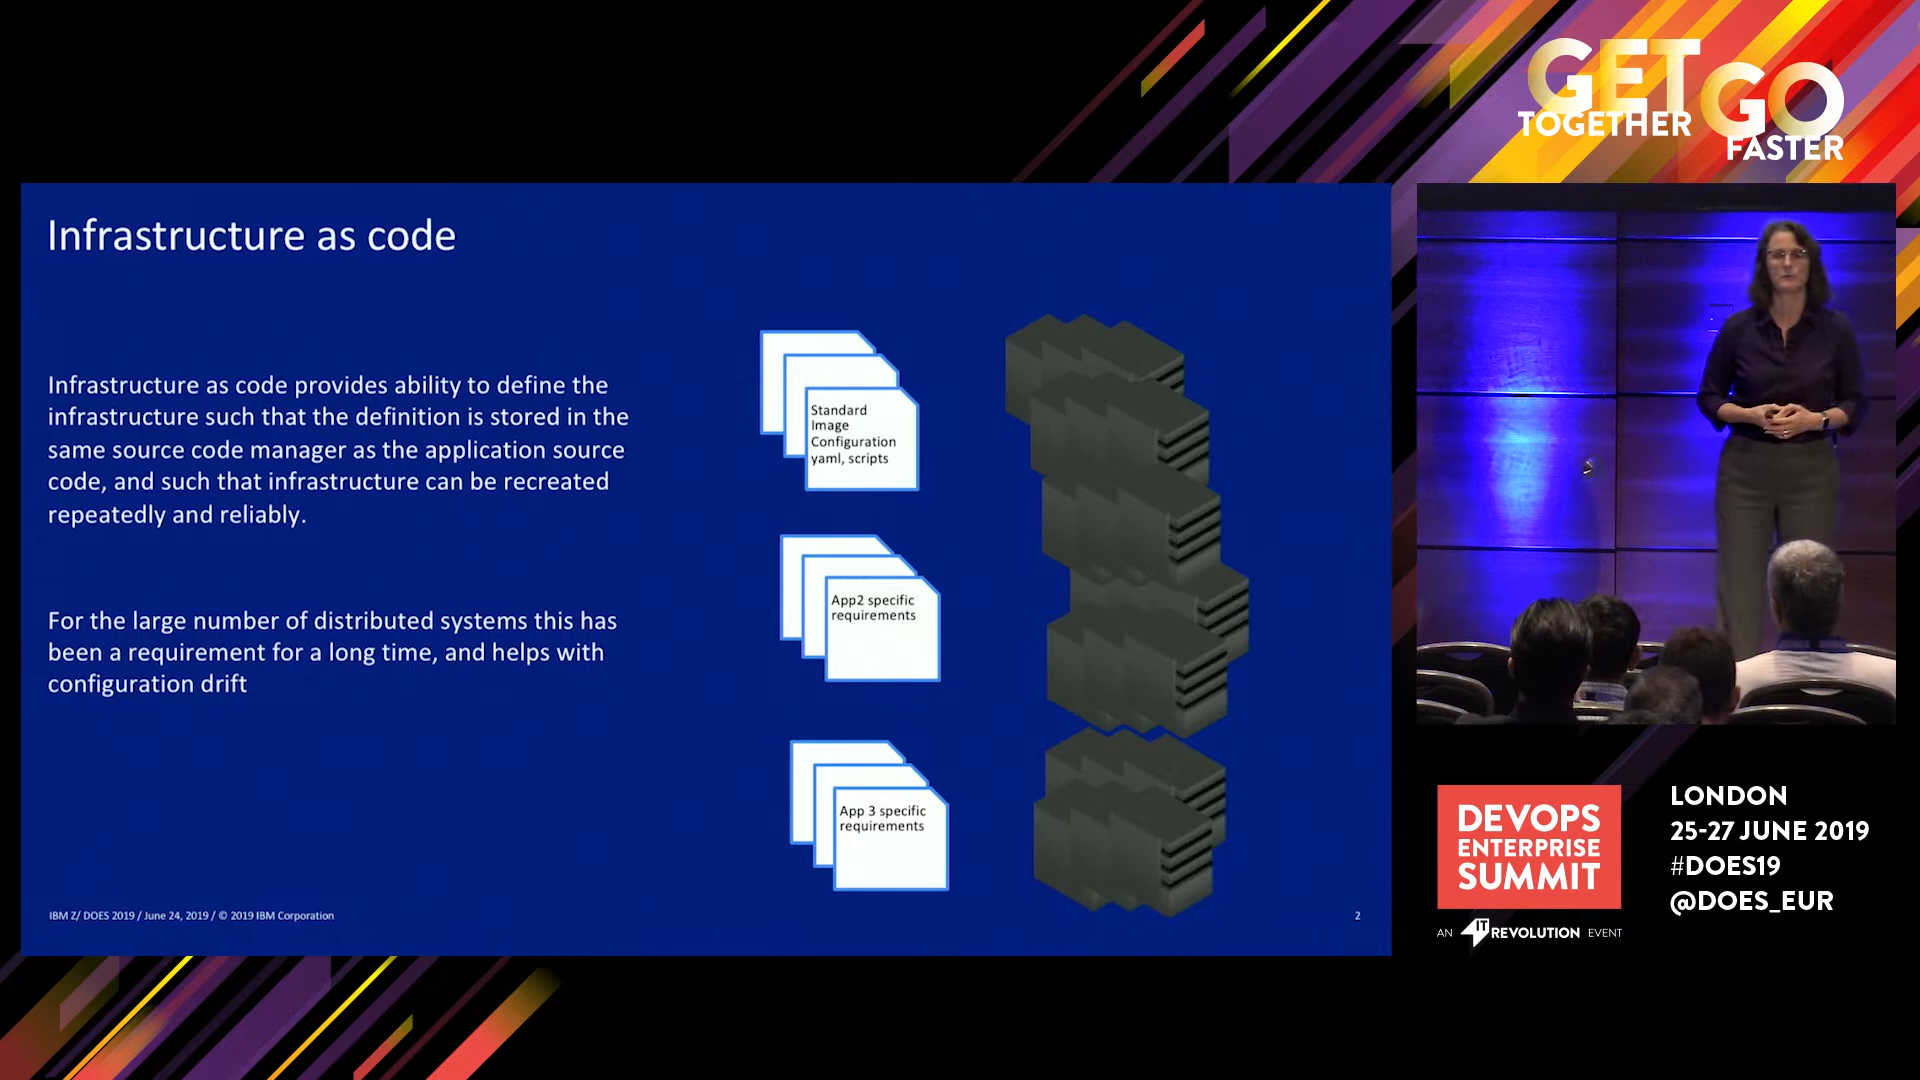 GET
TOGETHER
GO
FASTER
Infrastructure as code
Infrastructure as code provides ability to define the
infrastructure such that the definition is stored in the
same source code manager as the application source
code, and such that infrastructure can be recreated
repeatedly and reliably.
For the large number of distributed systems this has
been a requirement for a long time, and helps with
configuration drift
Standard
Image
Configuration
yaml, scripts
App2 specific
requirements
App 3 specific
requirements
IBM Z/ DOES 2019 / June 24, 2019 / © 2019 IBM Corporation
2
DEVOPS
ENTERPRISE
SUMMIT
AN IT REVOLUTION EVENT
LONDON
25-27 JUNE 2019
#DOES19
@DOES_EUR